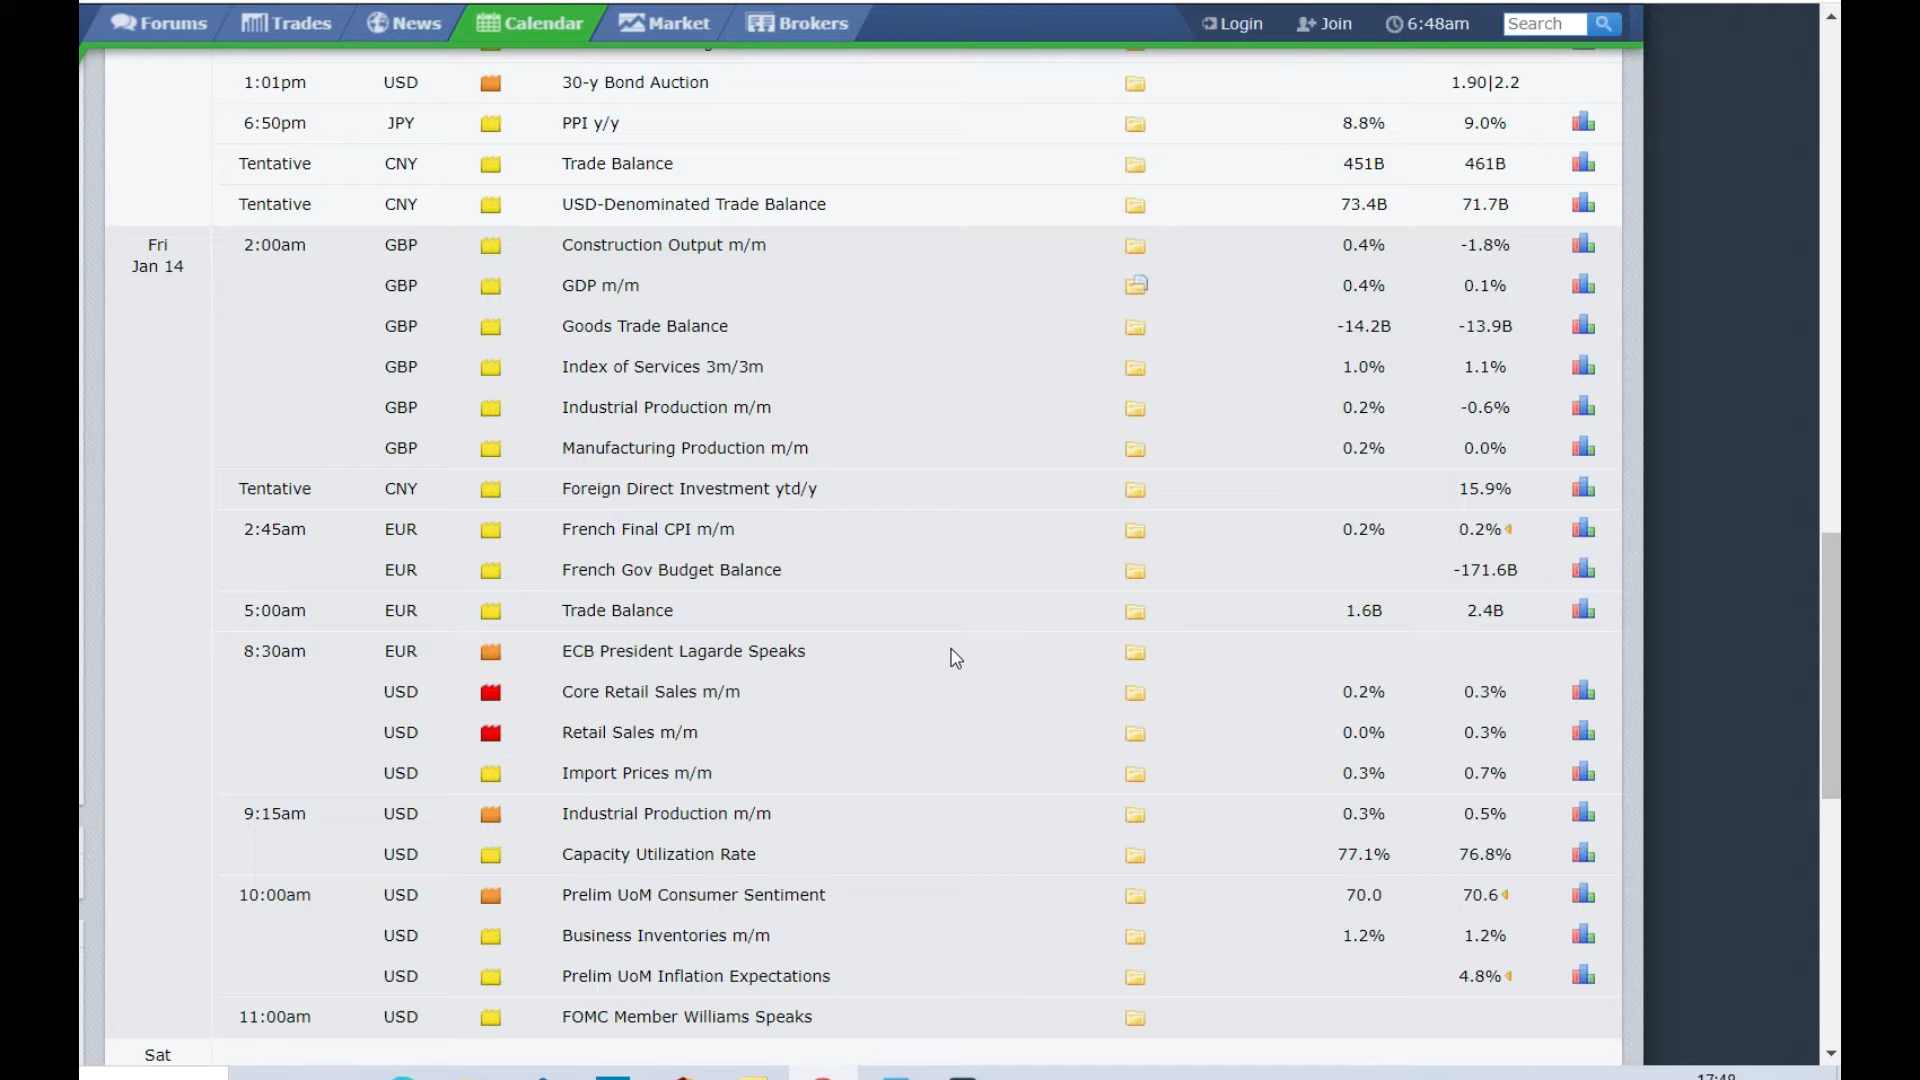 Forums Trades News Calendar Market Brokers Login Join 6:48am Search
1:01pm USD 30-y Bond Auction 1.90|2.2
6:50pm JPY PPI y/y 8.8% 9.0%
Tentative CNY Trade Balance 451B 461B
Tentative CNY USD-Denominated Trade Balance 73.4B 71.7B
Fri
Jan 14
2:00am GBP Construction Output m/m 0.4% -1.8%
GBP GDP m/m 0.4% 0.1%
GBP Goods Trade Balance -14.2B -13.9B
GBP Index of Services 3m/3m 1.0% 1.1%
GBP Industrial Production m/m 0.2% -0.6%
GBP Manufacturing Production m/m 0.2% 0.0%
Tentative CNY Foreign Direct Investment ytd/y 15.9%
2:45am EUR French Final CPI m/m 0.2% 0.2%
EUR French Gov Budget Balance -171.6B
5:00am EUR Trade Balance 1.6B 2.4B
8:30am EUR ECB President Lagarde Speaks
USD Core Retail Sales m/m 0.2% 0.3%
USD Retail Sales m/m 0.0% 0.3%
USD Import Prices m/m 0.3% 0.7%
9:15am USD Industrial Production m/m 0.3% 0.5%
USD Capacity Utilization Rate 77.1% 76.8%
10:00am USD Prelim UoM Consumer Sentiment 70.0 70.6
USD Business Inventories m/m 1.2% 1.2%
USD Prelim UoM Inflation Expectations 4.8%
11:00am USD FOMC Member Williams Speaks
Sat
17:48